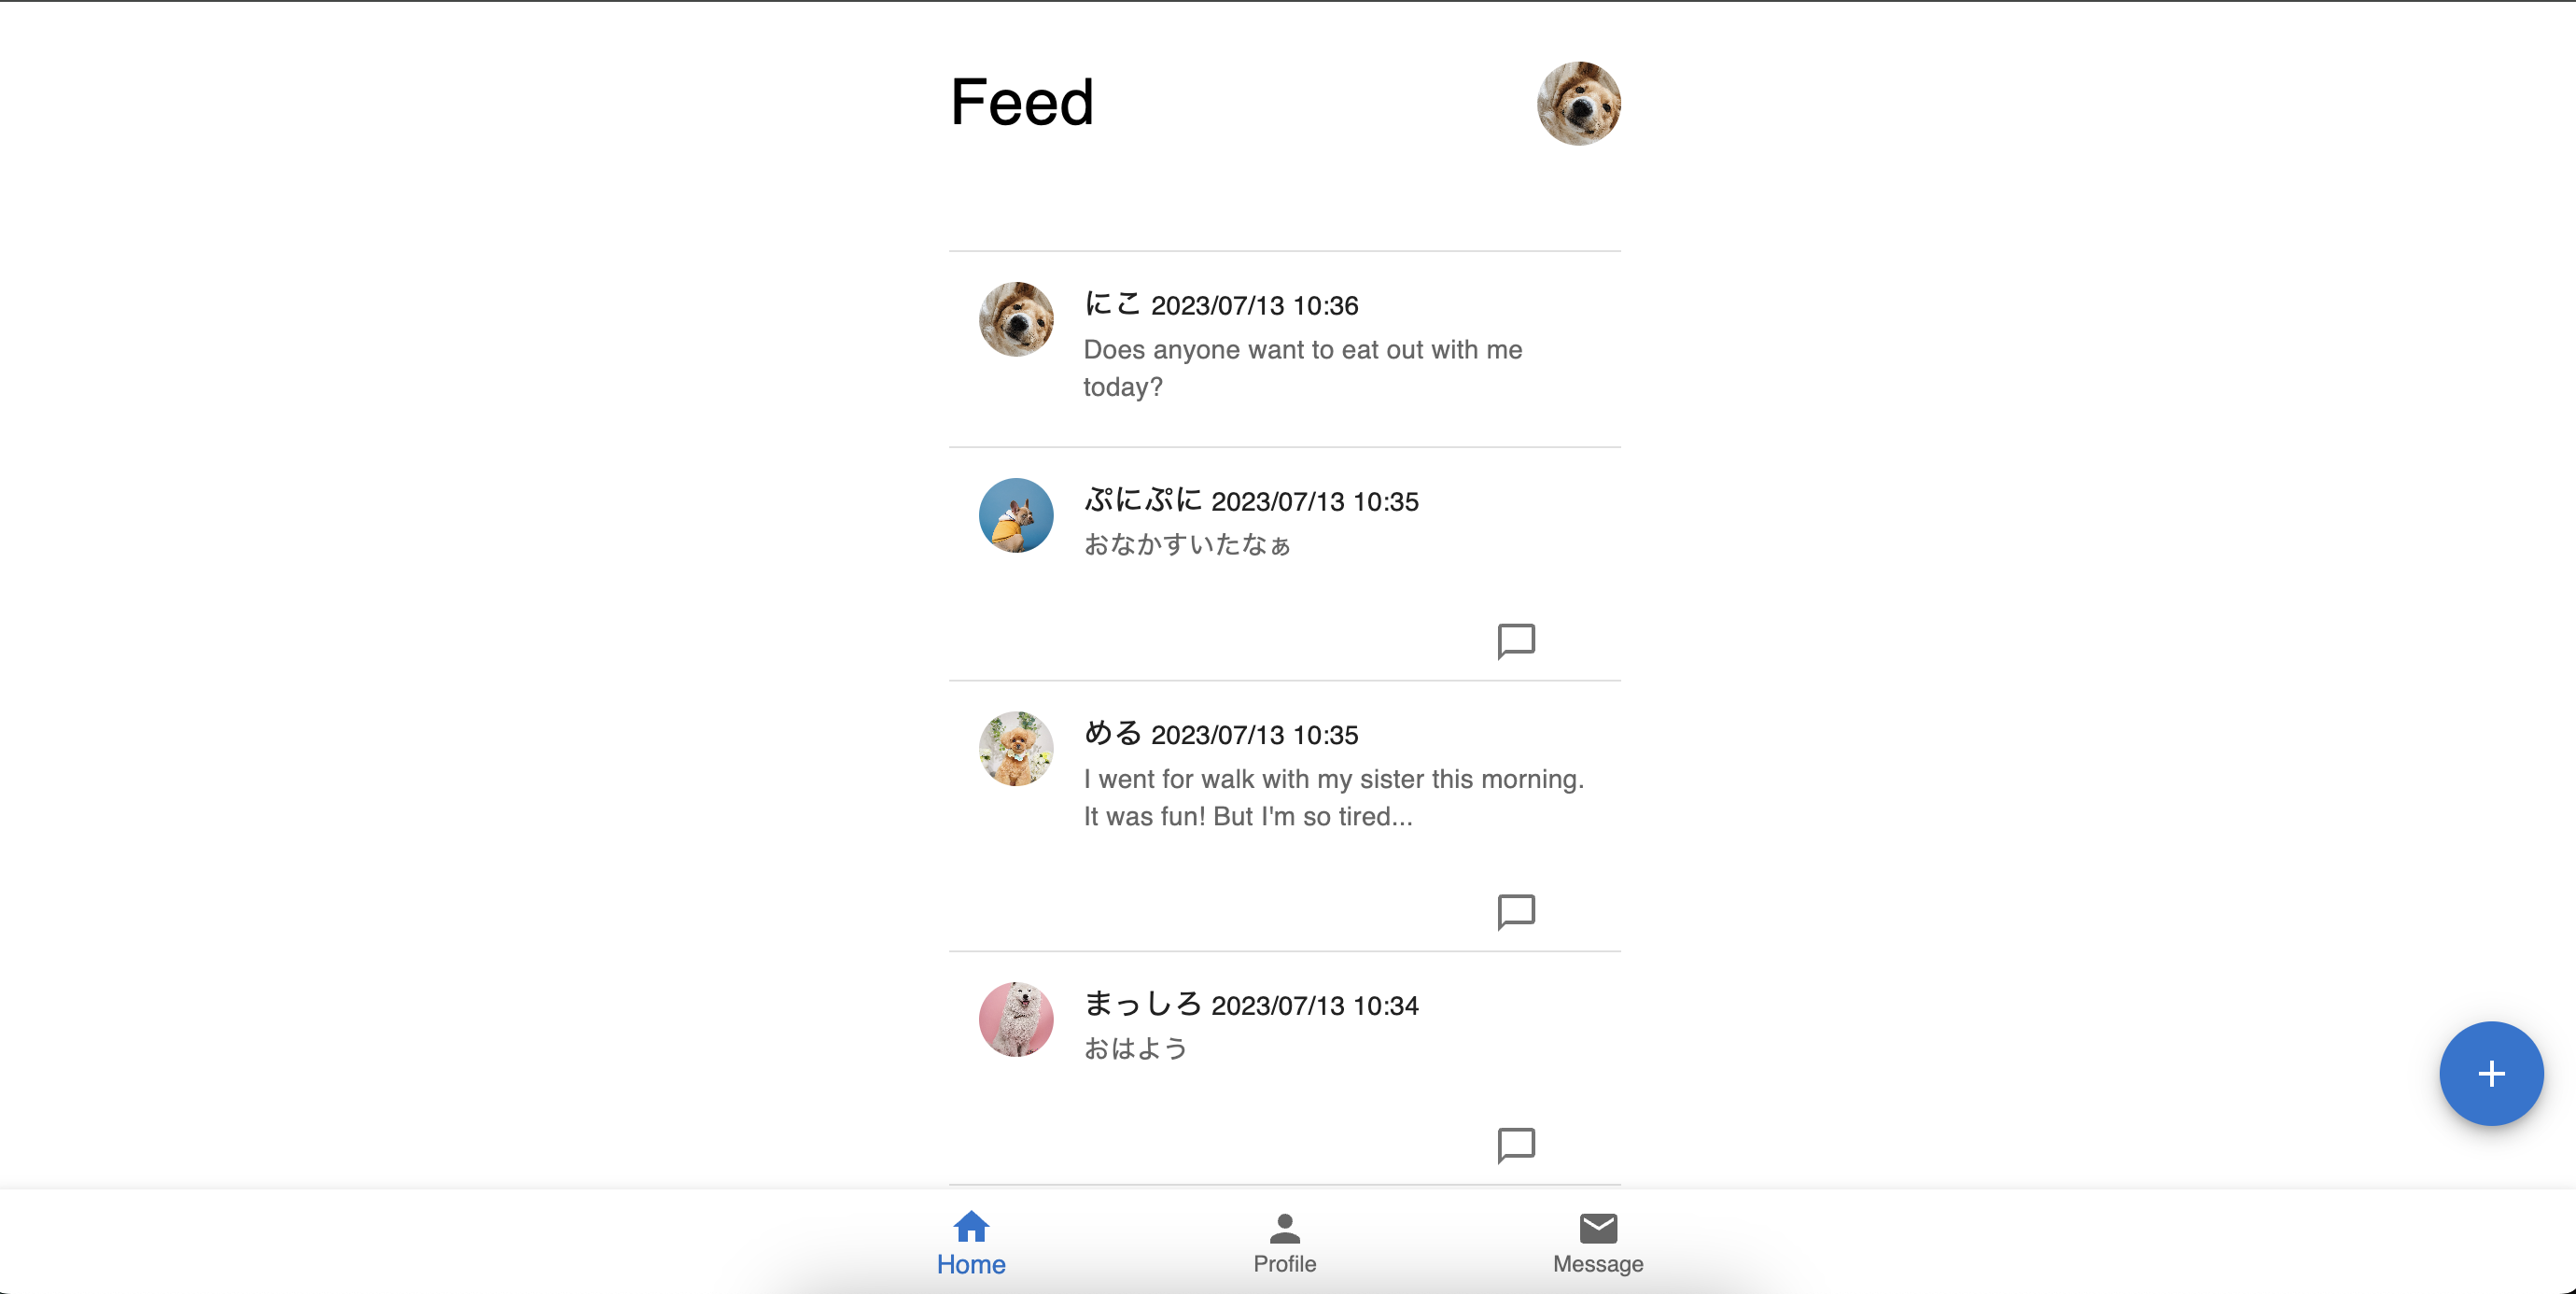 Feed
にこ 2023/07/13 10:36
Does anyone want to eat out with me
today?
ぷにぷに 2023/07/13 10:35
おなかすいたなぁ
める 2023/07/13 10:35
I went for walk with my sister this morning.
It was fun! But I'm so tired...
まっしろ 2023/07/13 10:34
おはよう
Home
Profile
Message